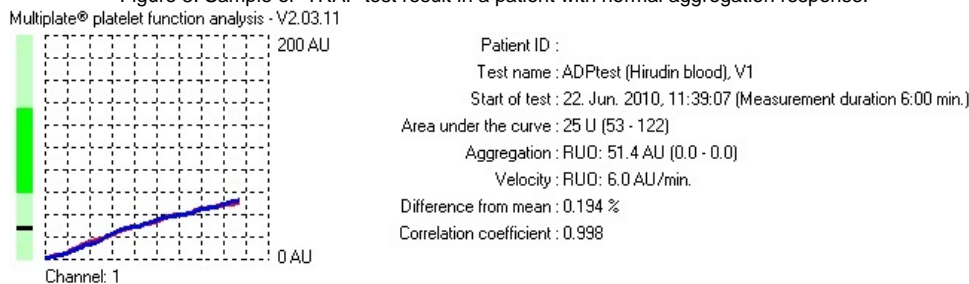 Figure 3. Sample of "TRAP" test result in a patient with normal aggregation response.
Multiplate® platelet function analysis - V2.03.11
200 AU
0 AU
Channel: 1
Patient ID :
Test name : ADPtest (Hirudin blood), V1
Start of test : 22. Jun. 2010, 11:39:07 (Measurement duration 6:00 min.)
Area under the curve : 25 U (53 - 122)
Aggregation : RUO: 51.4 AU (0.0 - 0.0)
Velocity : RUO: 6.0 AU/min.
Difference from mean : 0.194 %
Correlation coefficient : 0.998